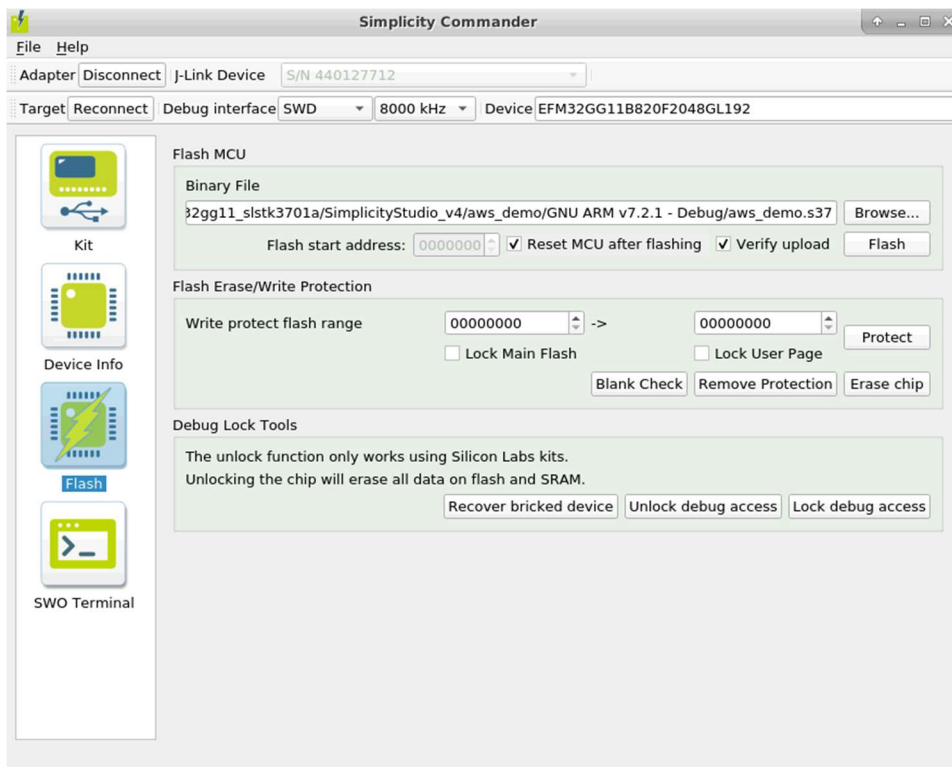 Simplicity Commander
File Help
Adapter Disconnect J-Link Device S/N 440127712
Target Reconnect Debug interface SWD 8000 kHz Device EFM32GG11B820F2048GL192
Kit
Device Info
Flash
SWO Terminal
Flash MCU
Binary File
32gg11_slstk3701a/SimplicityStudio_v4/aws_demo/GNU ARM v7.2.1 - Debug/aws_demo.s37 Browse...
Flash start address: 0000000 Reset MCU after flashing Verify upload Flash
Flash Erase/Write Protection
Write protect flash range 00000000 -> 00000000 Protect
Lock Main Flash Lock User Page
Blank Check Remove Protection Erase chip
Debug Lock Tools
The unlock function only works using Silicon Labs kits.
Unlocking the chip will erase all data on flash and SRAM.
Recover bricked device Unlock debug access Lock debug access